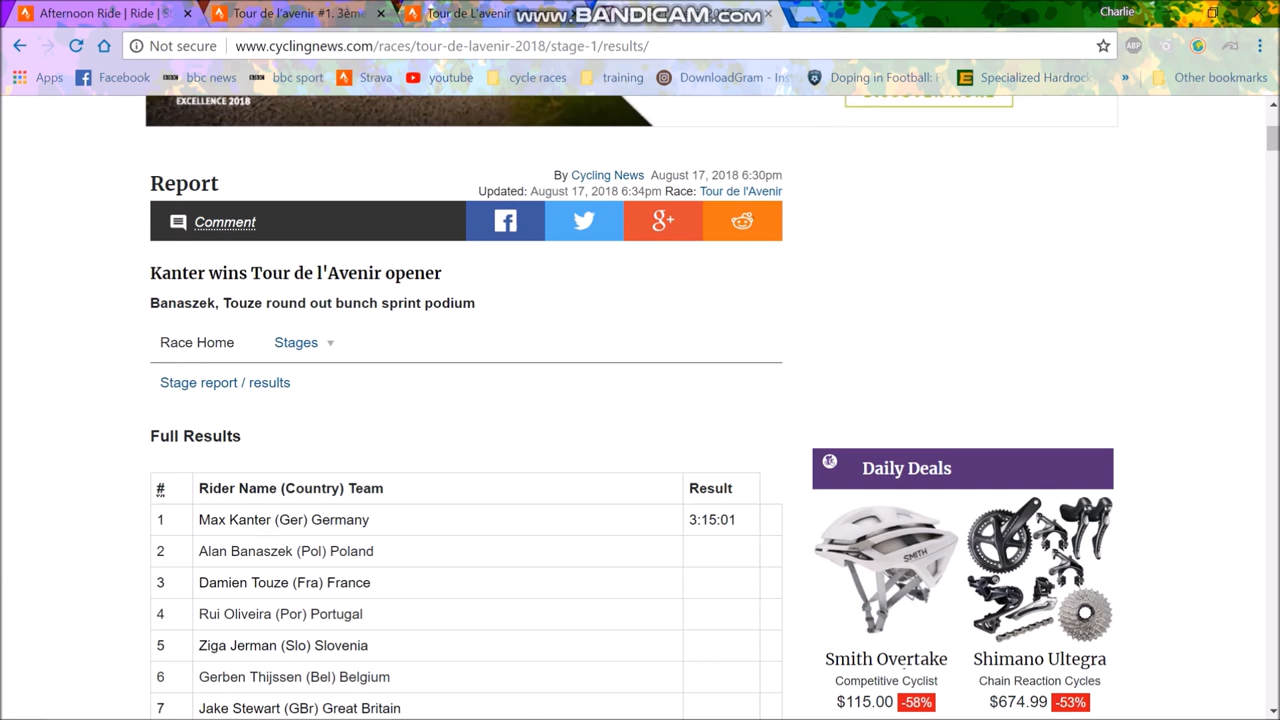 Afternoon Ride | Ride | S
Tour de l'avenir #1. 3ème
Tour de L'avenir
www.BANDICAM.com
Charlie
Not secure
www.cyclingnews.com/races/tour-de-lavenir-2018/stage-1/results/
ABP
Apps
Facebook
bbc news
bbc sport
Strava
youtube
cycle races
training
DownloadGram - Ins
Doping in Football: F
Specialized Hardrock
»
Other bookmarks
EXCELLENCE 2018
Report
By Cycling News August 17, 2018 6:30pm
Updated: August 17, 2018 6:34pm Race: Tour de l'Avenir
Comment
Kanter wins Tour de l'Avenir opener
Banaszek, Touze round out bunch sprint podium
Race Home
Stages
Stage report / results
Full Results
# Rider Name (Country) Team Result
1 Max Kanter (Ger) Germany 3:15:01
2 Alan Banaszek (Pol) Poland
3 Damien Touze (Fra) France
4 Rui Oliveira (Por) Portugal
5 Ziga Jerman (Slo) Slovenia
6 Gerben Thijssen (Bel) Belgium
7 Jake Stewart (GBr) Great Britain
Daily Deals
SMITH
Smith Overtake
Competitive Cyclist
$115.00 -58%
Shimano Ultegra
Chain Reaction Cycles
$674.99 -53%